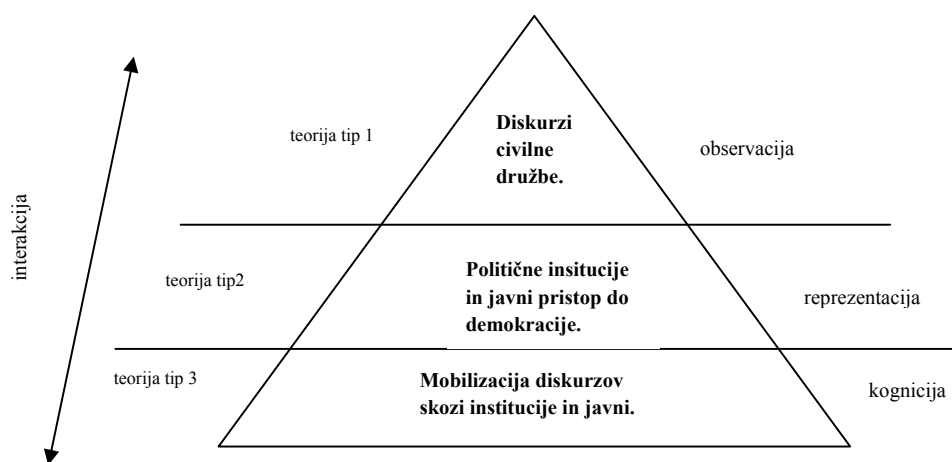 interakcija
teorija tip 1
Diskurzi
civilne
družbe.
observacija
teorija tip2
Politične insitucije
in javni pristop do
demokracije.
reprezentacija
teorija tip 3
Mobilizacija diskurzov
skozi institucije in javni.
kognicija